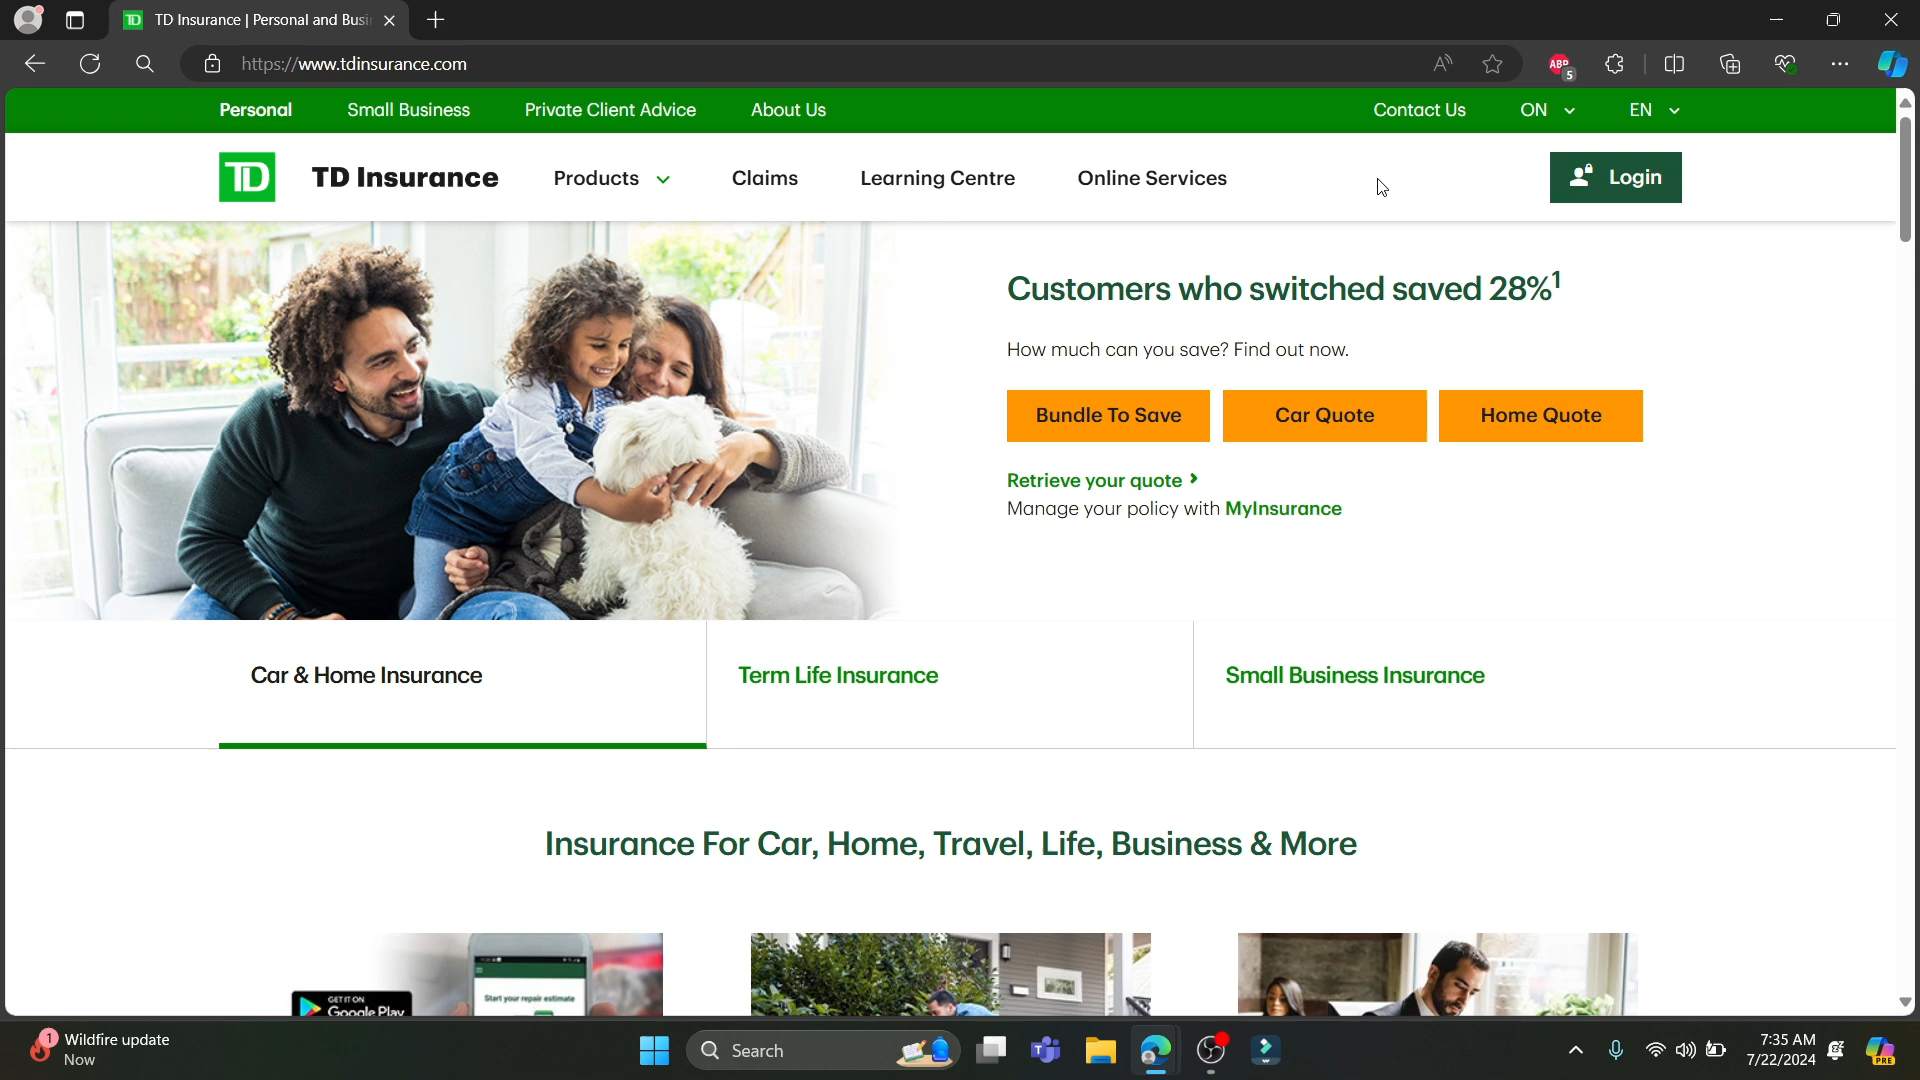 TD Insurance | Personal and Busi
https://www.tdinsurance.com
ABP 5
Personal Small Business Private Client Advice About Us Contact Us ON EN
TD TD Insurance Products Claims Learning Centre Online Services Login
Customers who switched saved 28%¹
How much can you save? Find out now.
Bundle To Save Car Quote Home Quote
Retrieve your quote
Manage your policy with MyInsurance
Car & Home Insurance Term Life Insurance Small Business Insurance
Insurance For Car, Home, Travel, Life, Business & More
Start your repair estimate
GET IT ON
Google Play
1 Wildfire update
Now
Search
7:35 AM
7/22/2024
PRE